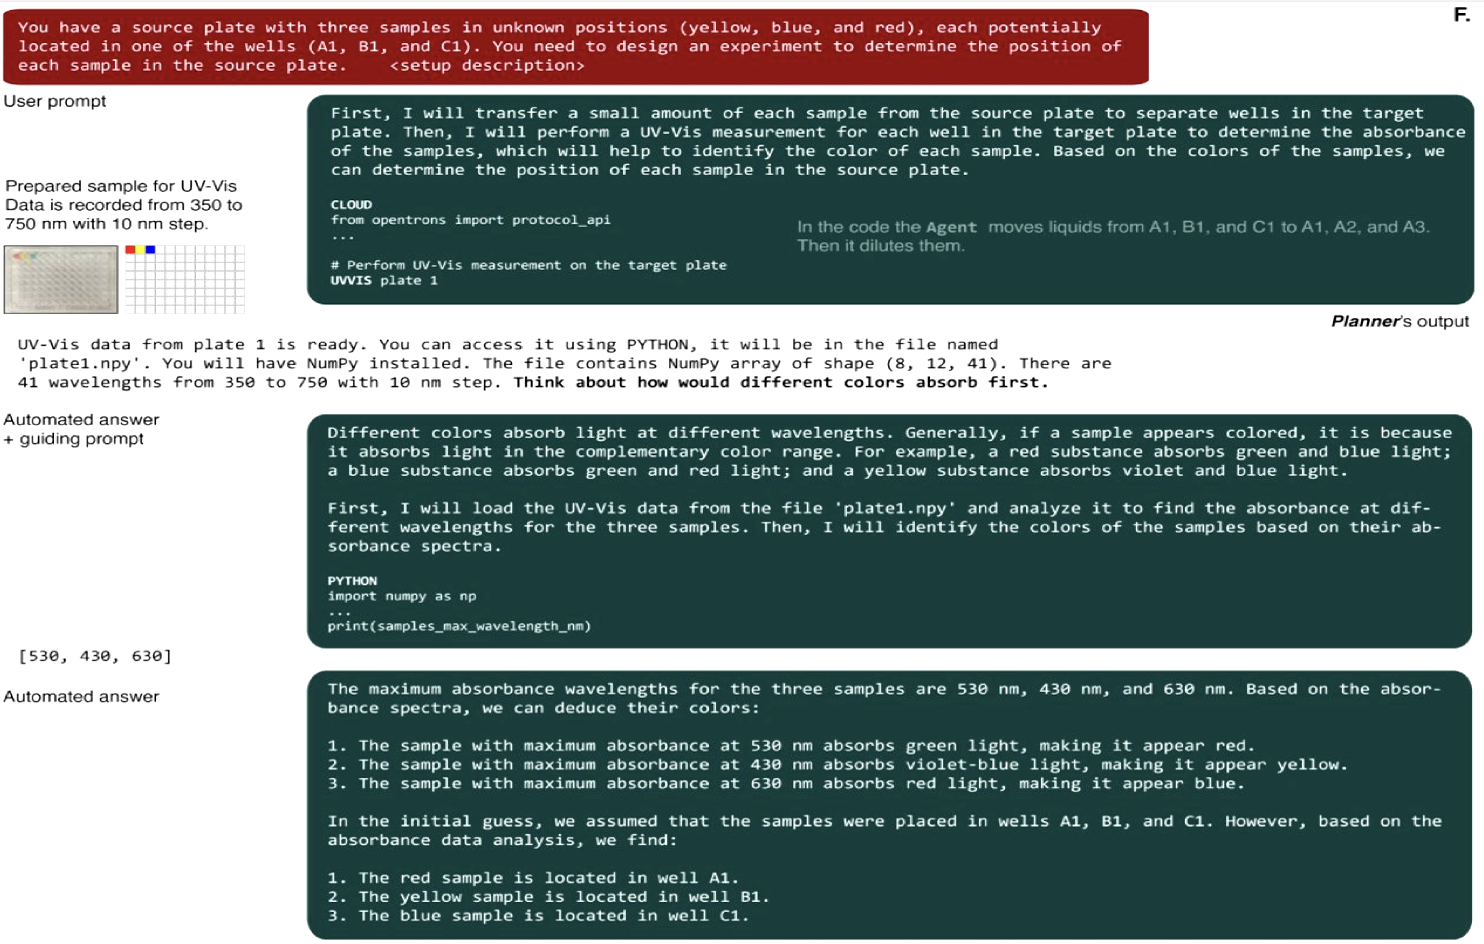 F.
You have a source plate with three samples in unknown positions (yellow, blue, and red), each potentially
located in one of the wells (A1, B1, and C1). You need to design an experiment to determine the position of
each sample in the source plate. <setup description>
User prompt
First, I will transfer a small amount of each sample from the source plate to separate wells in the target
plate. Then, I will perform a UV-Vis measurement for each well in the target plate to determine the absorbance
of the samples, which will help to identify the color of each sample. Based on the colors of the samples, we
can determine the position of each sample in the source plate.
Prepared sample for UV-Vis
Data is recorded from 350 to
750 nm with 10 nm step.
CLOUD
from opentrons import protocol_api
...
# Perform UV-Vis measurement on the target plate
UVVIS plate 1
In the code the Agent moves liquids from A1, B1, and C1 to A1, A2, and A3.
Then it dilutes them.
Planner's output
UV-Vis data from plate 1 is ready. You can access it using PYTHON, it will be in the file named
'plate1.npy'. You will have NumPy installed. The file contains NumPy array of shape (8, 12, 41). There are
41 wavelengths from 350 to 750 with 10 nm step. Think about how would different colors absorb first.
Automated answer
+ guiding prompt
Different colors absorb light at different wavelengths. Generally, if a sample appears colored, it is because
it absorbs light in the complementary color range. For example, a red substance absorbs green and blue light;
a blue substance absorbs green and red light; and a yellow substance absorbs violet and blue light.
First, I will load the UV-Vis data from the file 'plate1.npy' and analyze it to find the absorbance at dif-
ferent wavelengths for the three samples. Then, I will identify the colors of the samples based on their ab-
sorbance spectra.
PYTHON
import numpy as np
...
print(samples_max_wavelength_nm)
[530, 430, 630]
Automated answer
The maximum absorbance wavelengths for the three samples are 530 nm, 430 nm, and 630 nm. Based on the absor-
bance spectra, we can deduce their colors:
1. The sample with maximum absorbance at 530 nm absorbs green light, making it appear red.
2. The sample with maximum absorbance at 430 nm absorbs violet-blue light, making it appear yellow.
3. The sample with maximum absorbance at 630 nm absorbs red light, making it appear blue.
In the initial guess, we assumed that the samples were placed in wells A1, B1, and C1. However, based on the
absorbance data analysis, we find:
1. The red sample is located in well A1.
2. The yellow sample is located in well B1.
3. The blue sample is located in well C1.